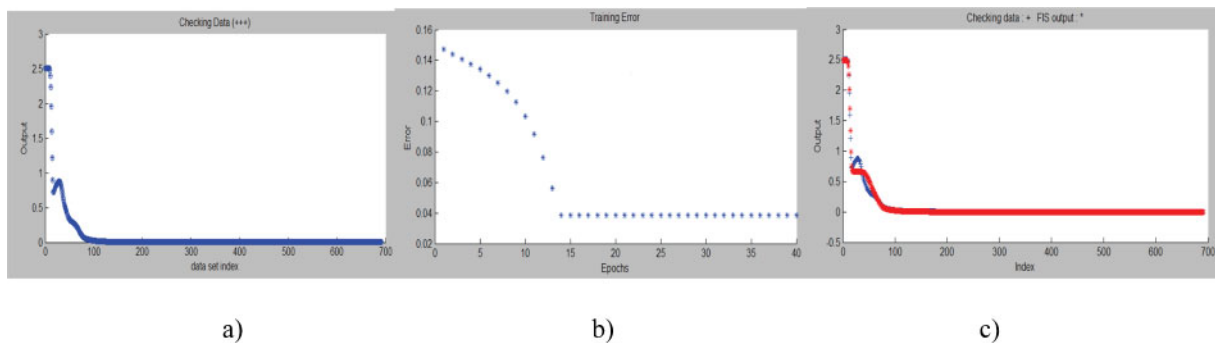 Checking Data (+++)
3
2.5
2
1.5
1
0.5
0
0 100 200 300 400 500 600 700
Output
data set index
a)
Training Error
0.16
0.14
0.12
0.1
0.08
0.06
0.04
0.02
0 5 10 15 20 25 30 35 40
Error
Epochs
b)
Checking data : + FIS output : *
3
2.5
2
1.5
1
0.5
0
-0.5
0 100 200 300 400 500 600 700
Output
Index
c)